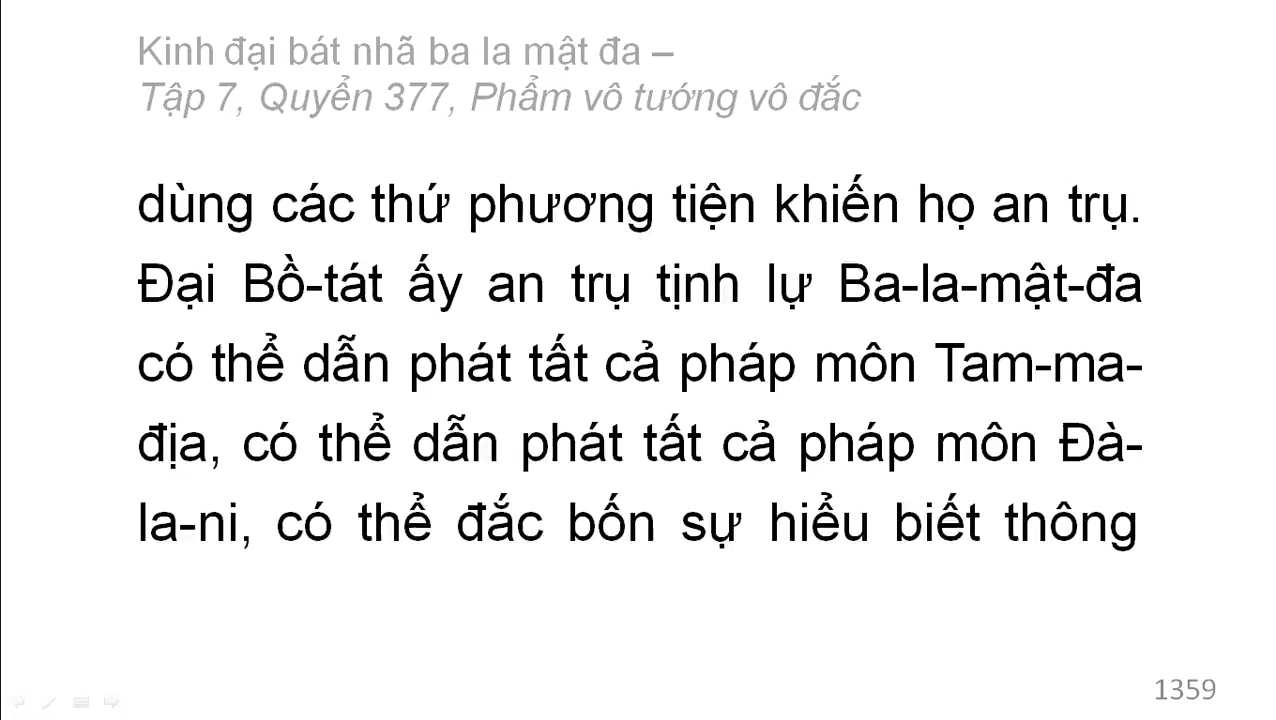 Kinh đại bát nhã ba la mật đa –
Tập 7, Quyển 377, Phẩm vô tướng vô đắc
dùng các thứ phương tiện khiến họ an trụ.
Đại Bồ-tát ấy an trụ tịnh lự Ba-la-mật-đa
có thể dẫn phát tất cả pháp môn Tam-ma-
địa, có thể dẫn phát tất cả pháp môn Đà-
la-ni, có thể đắc bốn sự hiểu biết thông
1359